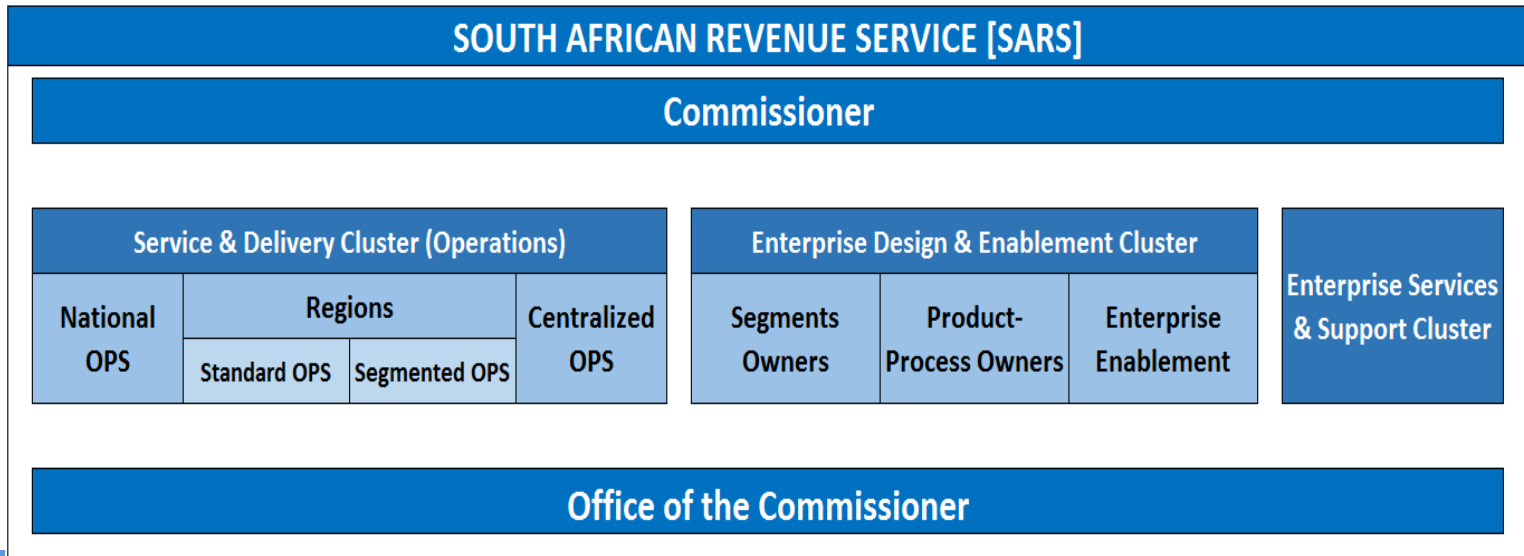 SOUTH AFRICAN REVENUE SERVICE [SARS]
Commissioner
Service & Delivery Cluster (Operations)
National
OPS
Regions
Standard OPS
Segmented OPS
Centralized
OPS
Enterprise Design & Enablement Cluster
Segments
Owners
Product-
Process Owners
Enterprise
Enablement
Enterprise Services
& Support Cluster
Office of the Commissioner